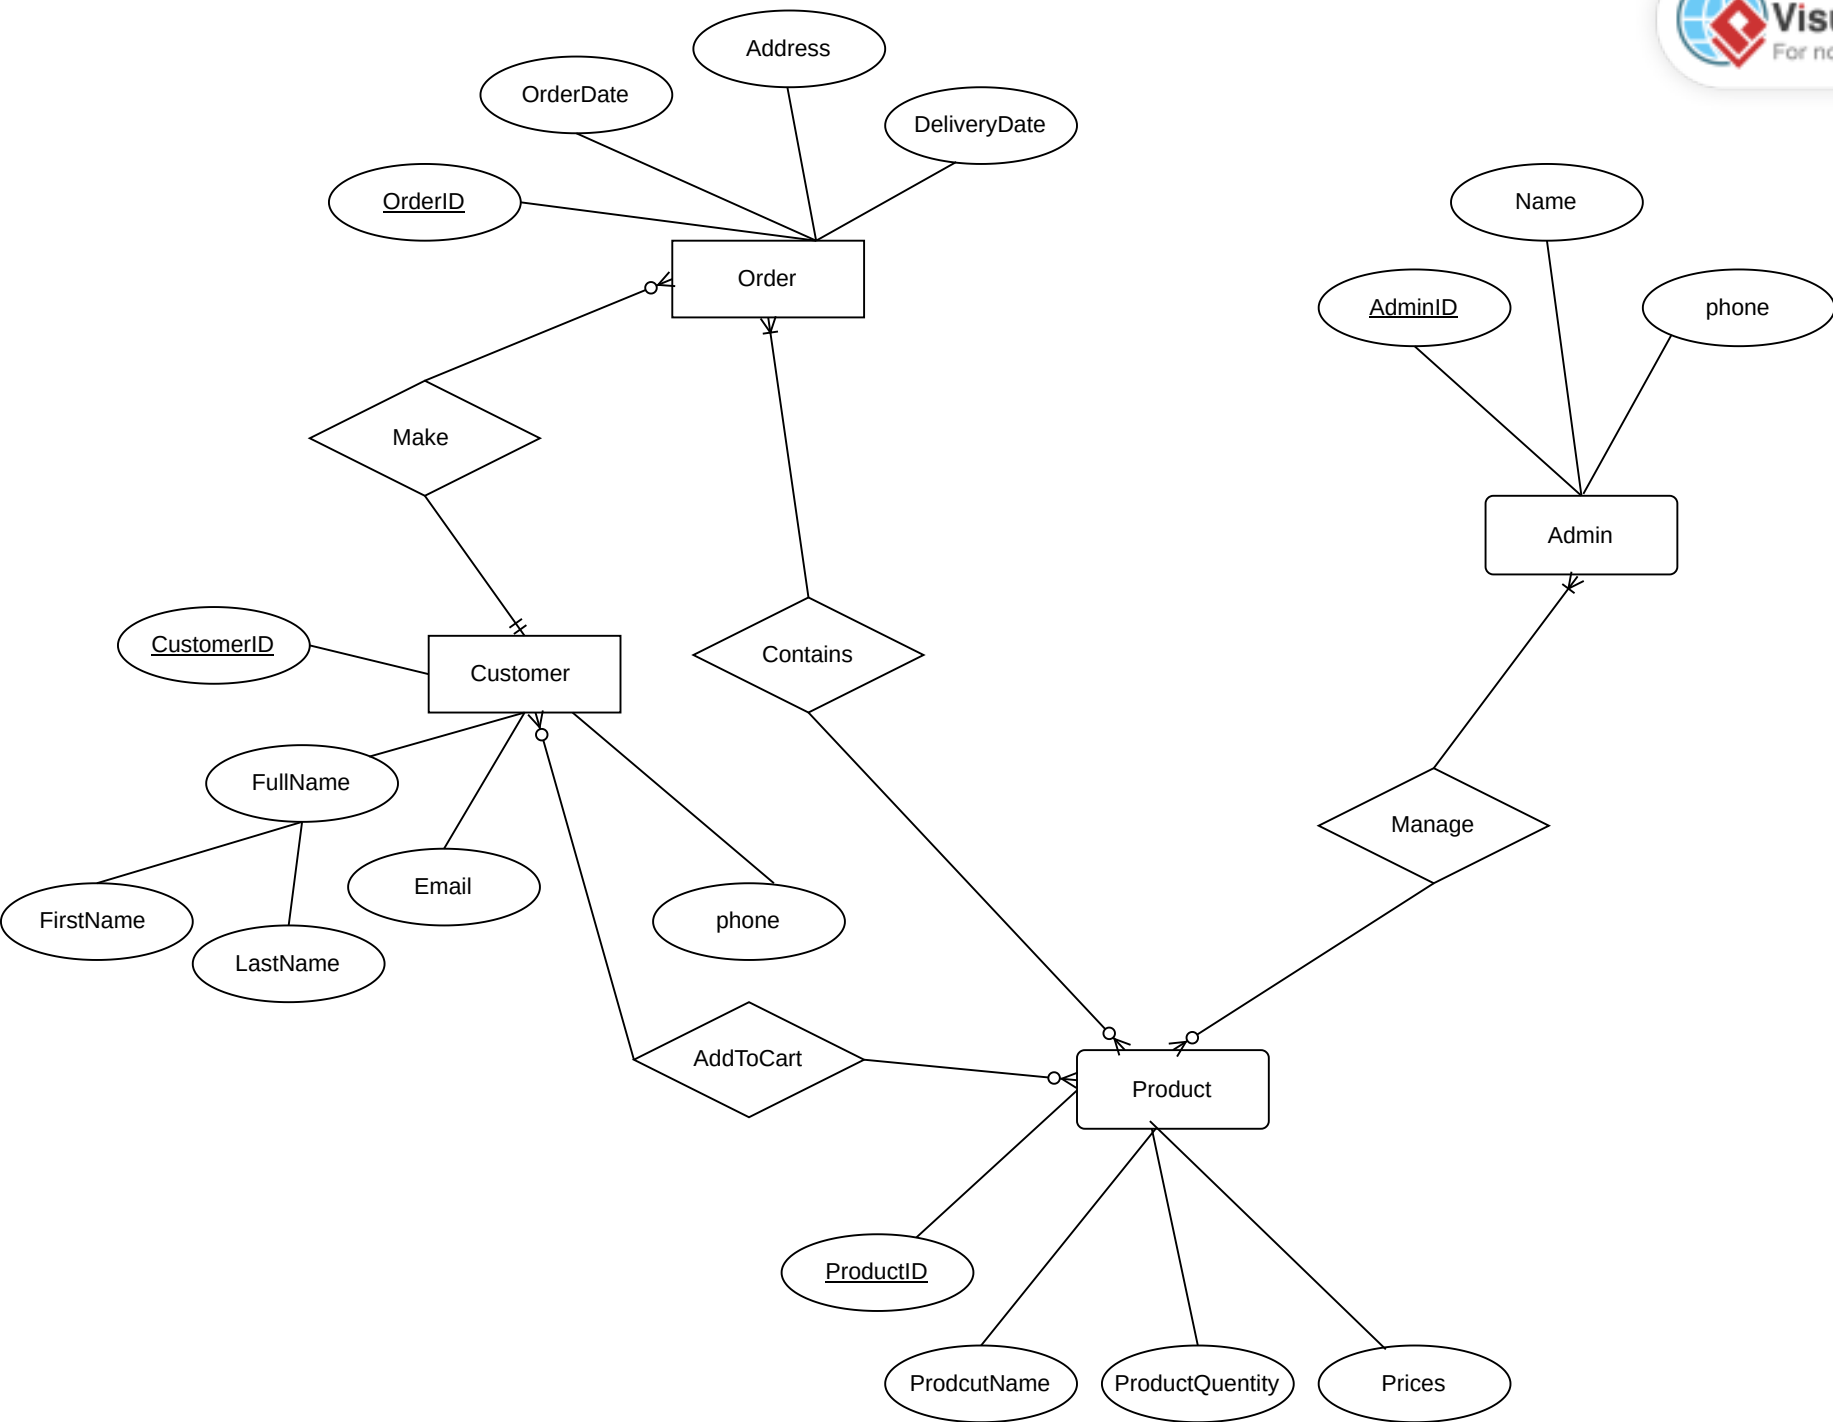 Address
OrderDate
DeliveryDate
OrderID
Order
Name
AdminID
phone
Make
Admin
CustomerID
Customer
Contains
FullName
Email
phone
FirstName
LastName
Manage
AddToCart
Product
ProductID
ProdcutName
ProductQuentity
Prices